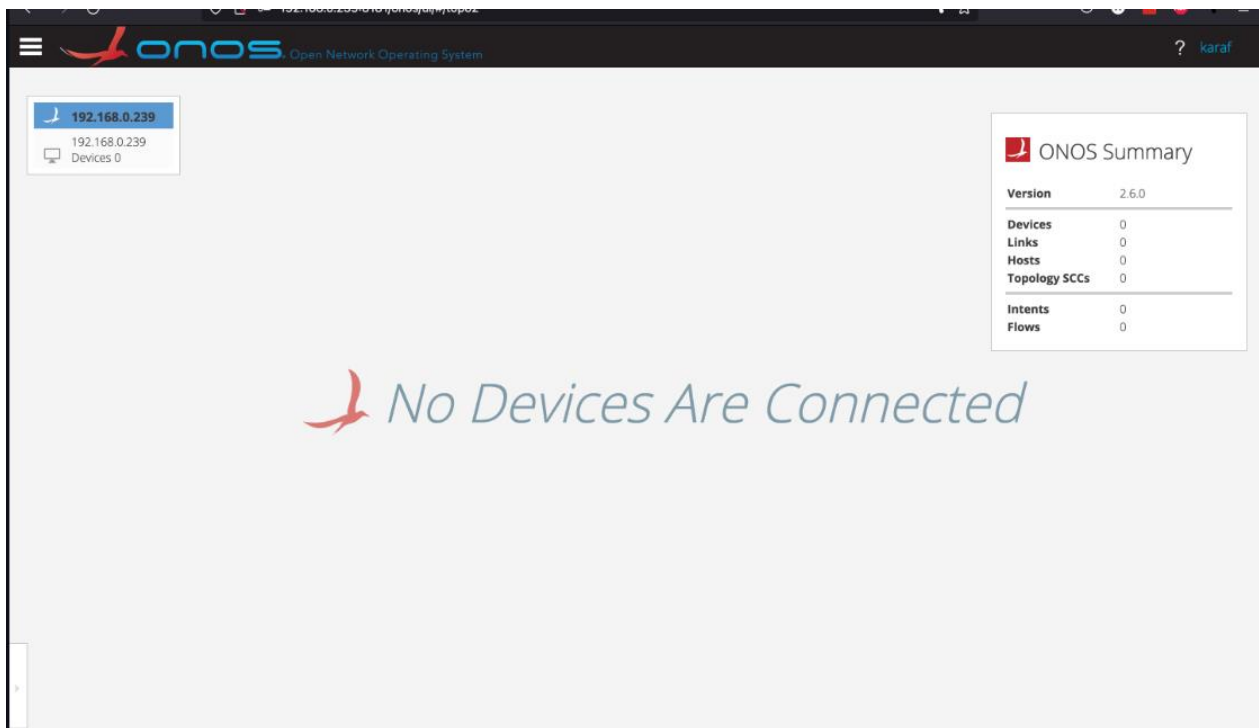 onos Open Network Operating System
? karaf
192.168.0.239
192.168.0.239
Devices 0
ONOS Summary
Version 2.6.0
Devices 0
Links 0
Hosts 0
Topology SCCs 0
Intents 0
Flows 0
No Devices Are Connected